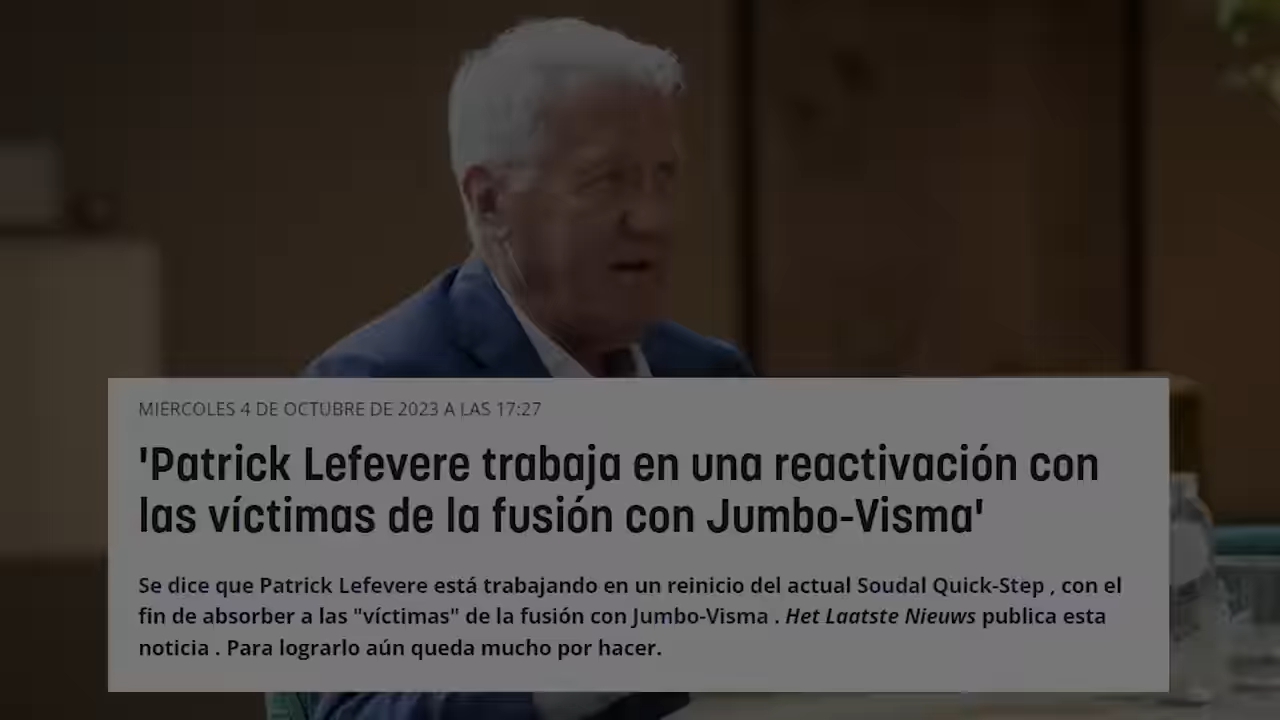 MIÉRCOLES 4 DE OCTUBRE DE 2023 A LAS 17:27
'Patrick Lefevere trabaja en una reactivación con
las víctimas de la fusión con Jumbo-Visma'
Se dice que Patrick Lefevere está trabajando en un reinicio del actual Soudal Quick-Step , con el
fin de absorber a las "víctimas" de la fusión con Jumbo-Visma . Het Laatste Nieuws publica esta
noticia . Para lograrlo aún queda mucho por hacer.